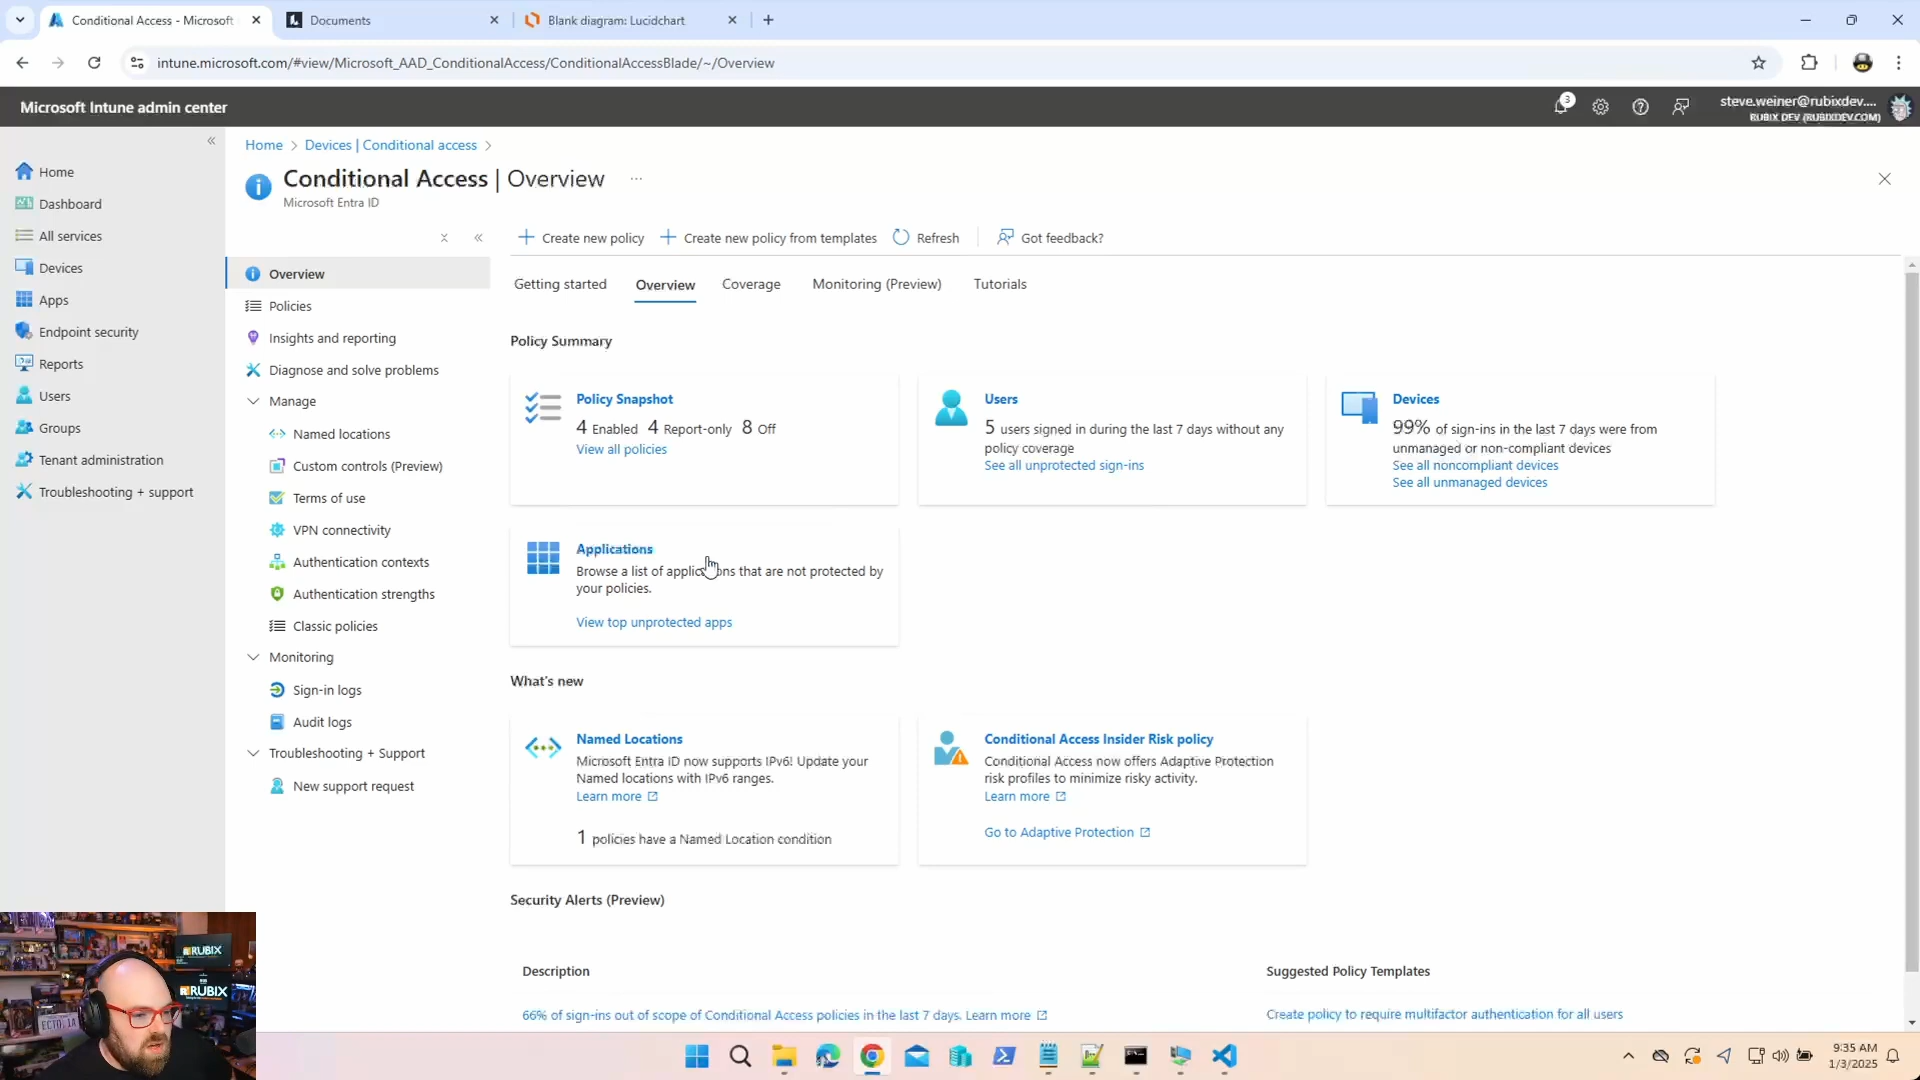 Conditional Access - Microsoft
Documents
Blank diagram: Lucidchart
intune.microsoft.com/#view/Microsoft_AAD_ConditionalAccess/ConditionalAccessBlade/~/Overview
Microsoft Intune admin center
3
steve.weiner@rubixdev....
RUBIX DEV (RUBIXDEV.COM)
Home
Dashboard
All services
Devices
Apps
Endpoint security
Reports
Users
Groups
Tenant administration
Troubleshooting + support
Home > Devices | Conditional access >
Conditional Access | Overview ...
Microsoft Entra ID
Overview
Policies
Insights and reporting
Diagnose and solve problems
Manage
Named locations
Custom controls (Preview)
Terms of use
VPN connectivity
Authentication contexts
Authentication strengths
Classic policies
Monitoring
Sign-in logs
Audit logs
Troubleshooting + Support
New support request
Create new policy
Create new policy from templates
Refresh
Got feedback?
Getting started
Overview
Coverage
Monitoring (Preview)
Tutorials
Policy Summary
Policy Snapshot
4 Enabled 4 Report-only 8 Off
View all policies
Users
5 users signed in during the last 7 days without any
policy coverage
See all unprotected sign-ins
Devices
99% of sign-ins in the last 7 days were from
unmanaged or non-compliant devices
See all noncompliant devices
See all unmanaged devices
Applications
Browse a list of applications that are not protected by
your policies.
View top unprotected apps
What's new
Named Locations
Microsoft Entra ID now supports IPv6! Update your
Named locations with IPv6 ranges.
Learn more
1 policies have a Named Location condition
Conditional Access Insider Risk policy
Conditional Access now offers Adaptive Protection
risk profiles to minimize risky activity.
Learn more
Go to Adaptive Protection
Security Alerts (Preview)
Description
Suggested Policy Templates
66% of sign-ins out of scope of Conditional Access policies in the last 7 days. Learn more
Create policy to require multifactor authentication for all users
RUBIX
RUBIX
ECTO-1A
9:35 AM
1/3/2025